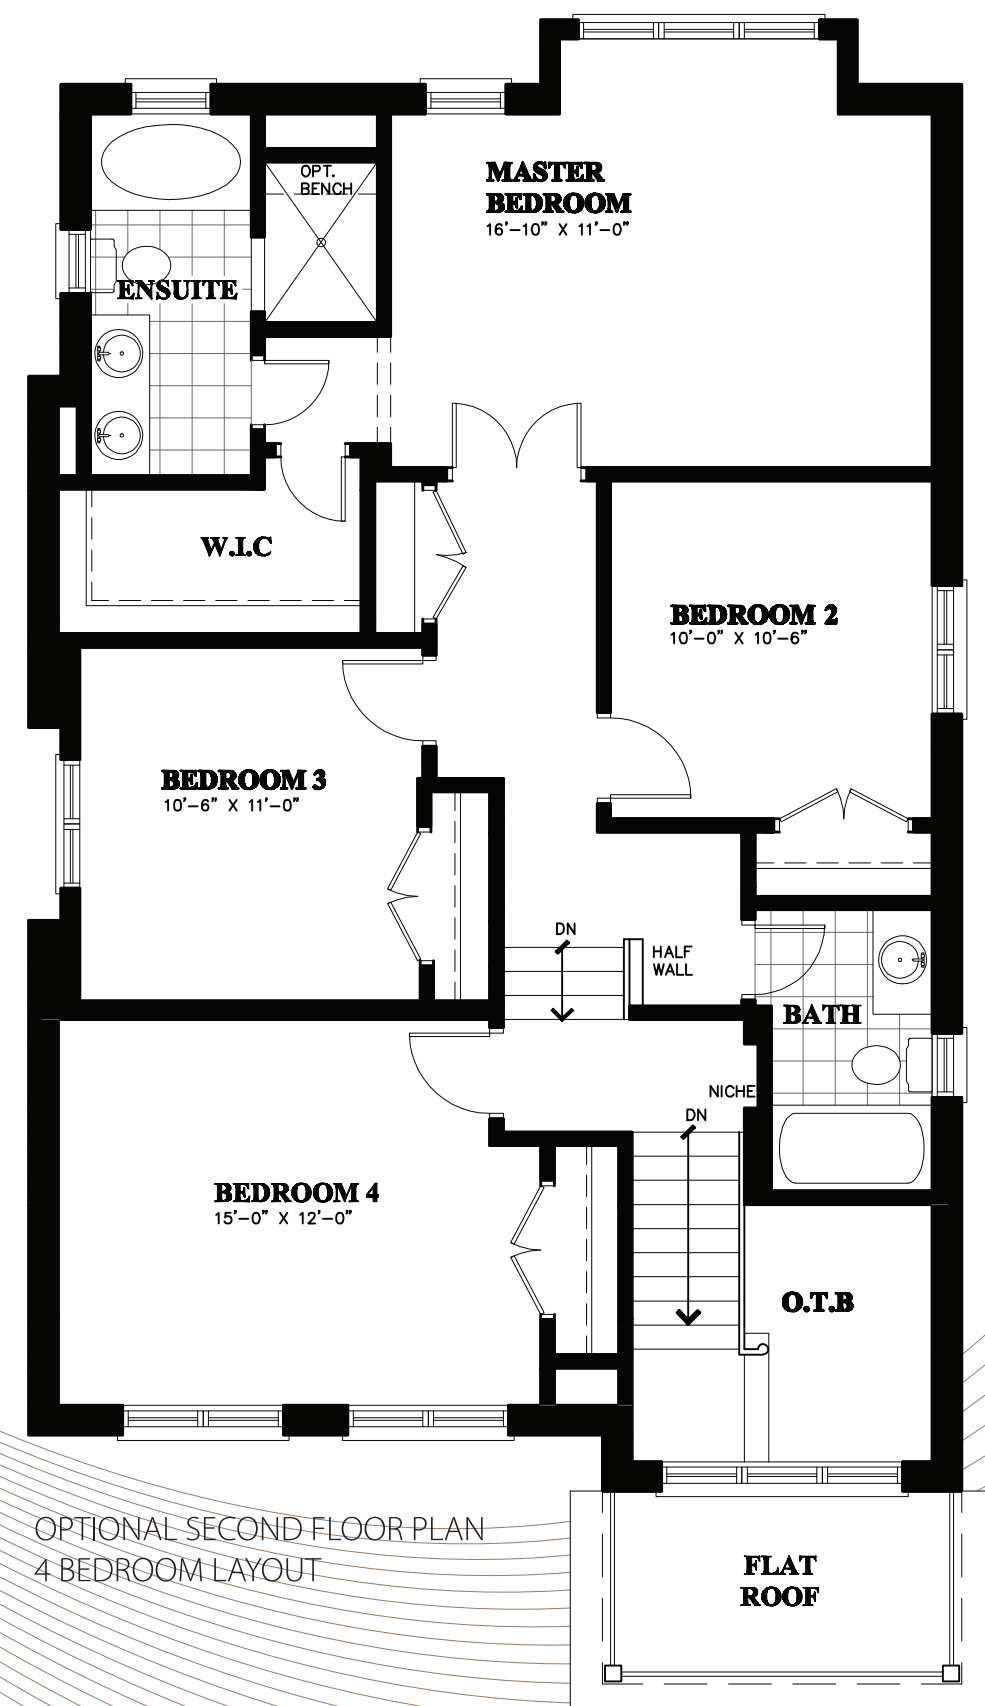 OPT.
BENCH
MASTER
BEDROOM
16'-10" X 11'-0"
ENSUITE
W.I.C
BEDROOM 2
10'-0" X 10'-6"
BEDROOM 3
10'-6" X 11'-0"
DN
HALF
WALL
BATH
NICHE
DN
BEDROOM 4
15'-0" X 12'-0"
O.T.B
OPTIONAL SECOND FLOOR PLAN
4 BEDROOM LAYOUT
FLAT
ROOF